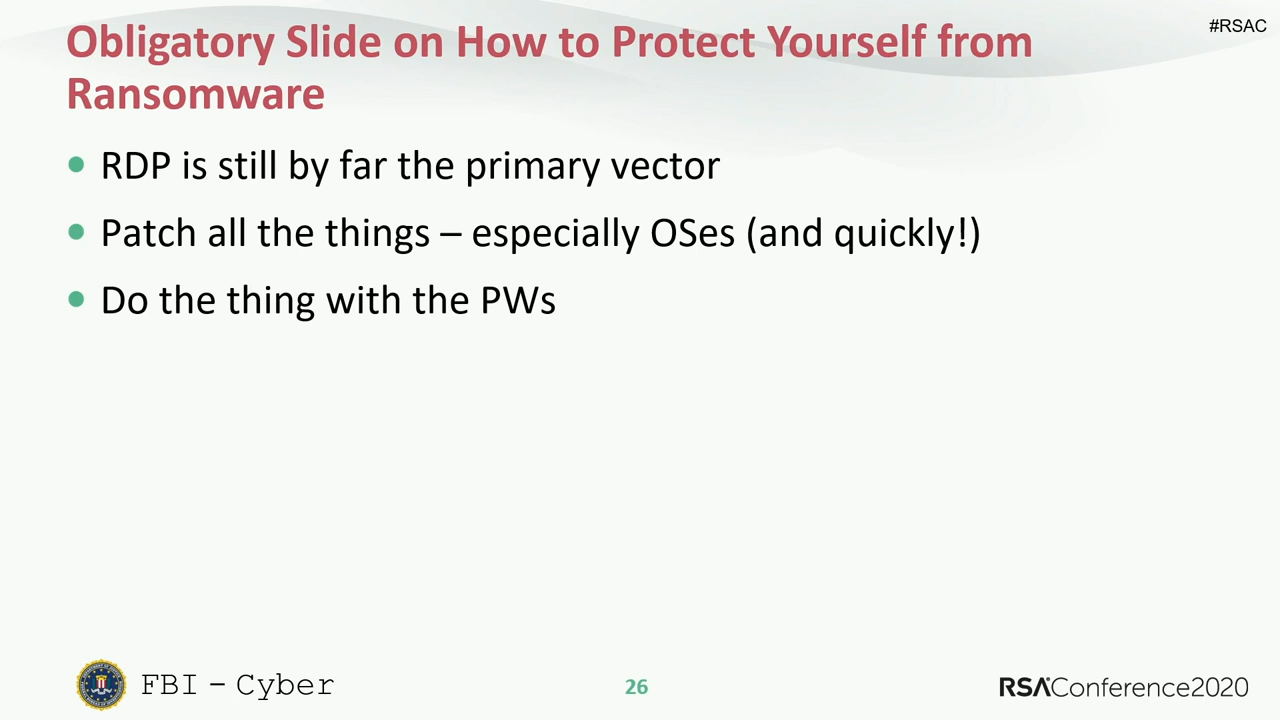 #RSAC
Obligatory Slide on How to Protect Yourself from
Ransomware
• RDP is still by far the primary vector
• Patch all the things – especially OSes (and quickly!)
• Do the thing with the PWs
FBI – Cyber
26
RSAConference2020